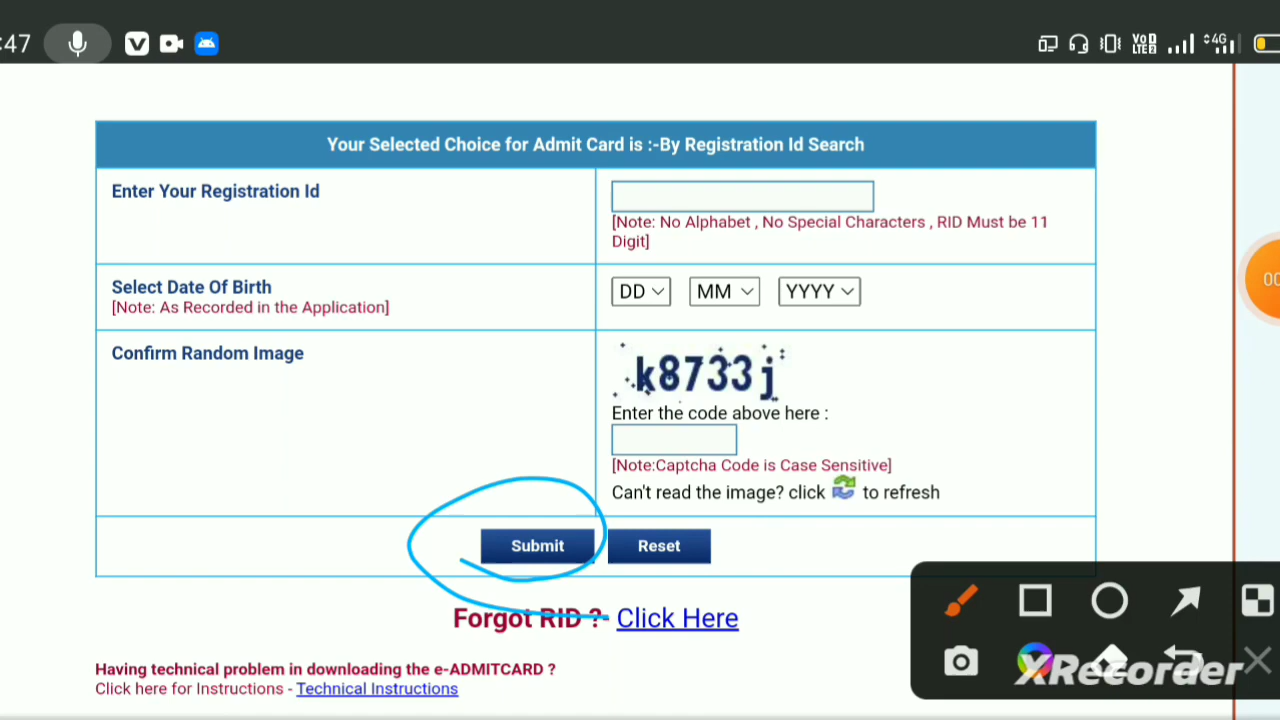 :47
VoD
LTE2
4G
Your Selected Choice for Admit Card is :-By Registration Id Search
Enter Your Registration Id
[Note: No Alphabet , No Special Characters , RID Must be 11
Digit]
Select Date Of Birth
[Note: As Recorded in the Application]
DD MM YYYY
00
Confirm Random Image
k8733j
Enter the code above here :
[Note:Captcha Code is Case Sensitive]
Can't read the image? click to refresh
Submit Reset
Forgot RID ?- Click Here
Having technical problem in downloading the e-ADMITCARD ?
Click here for Instructions - Technical Instructions
XRecorder